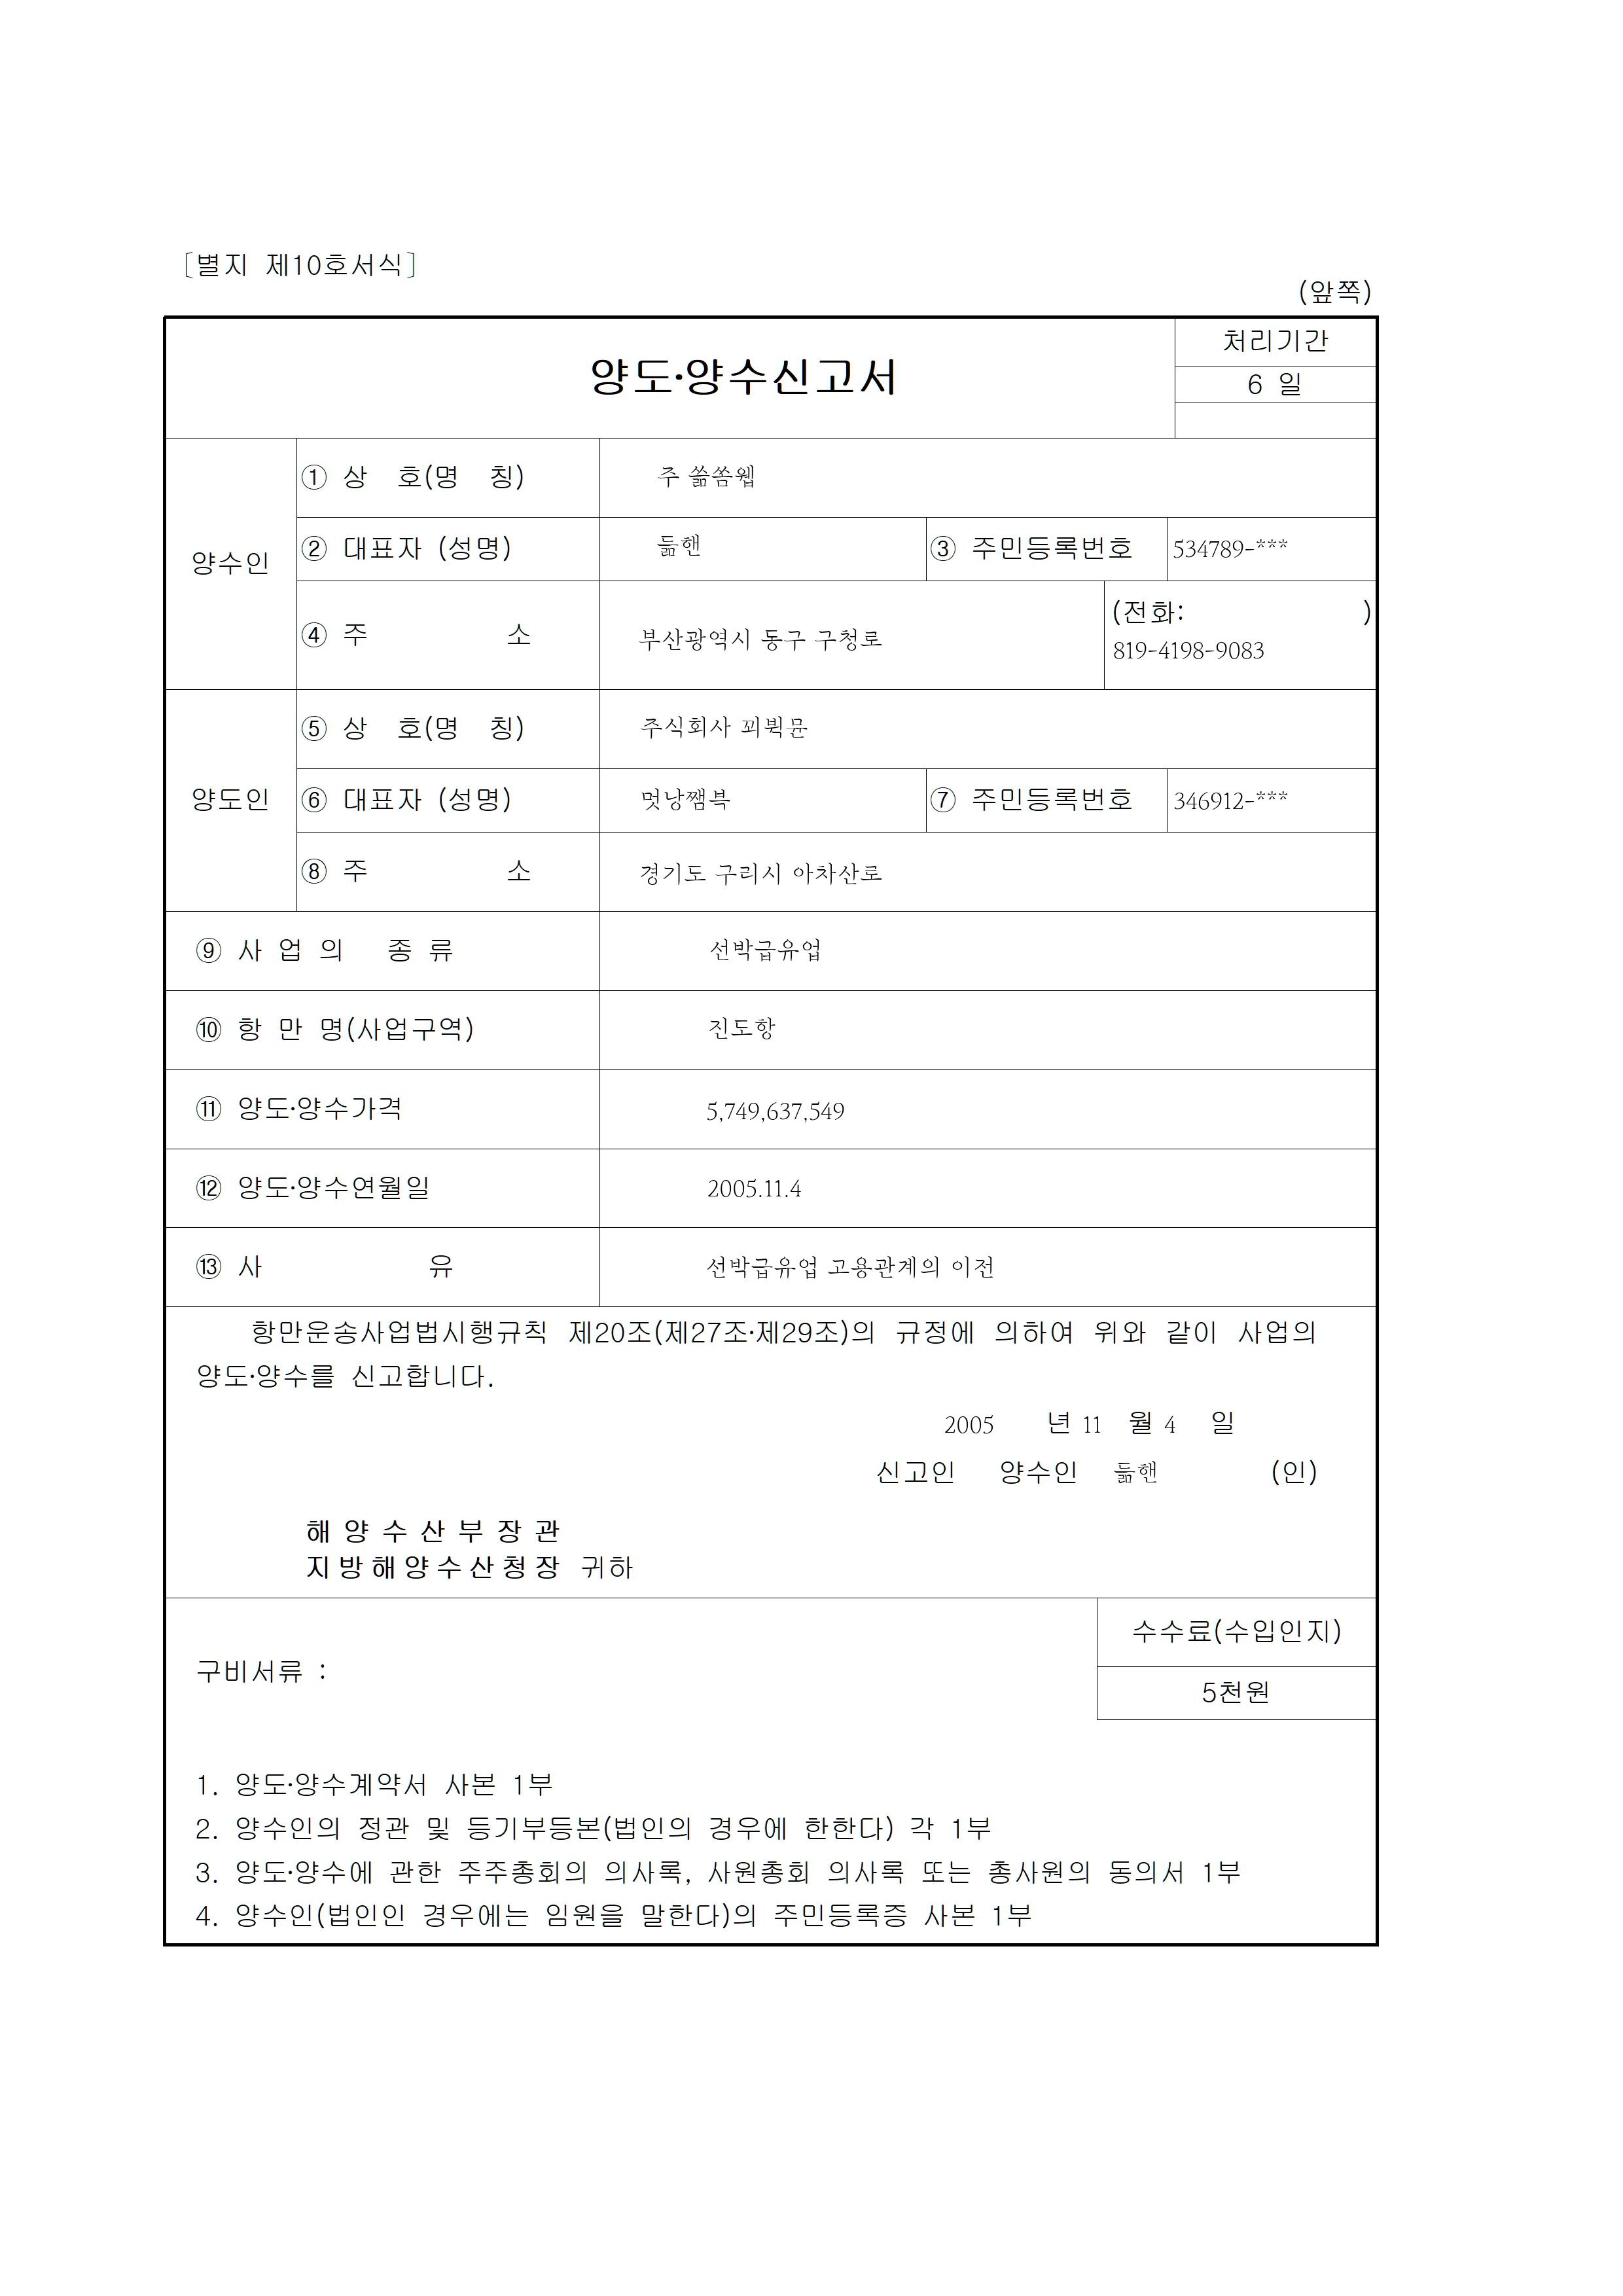 [별지 제10호서식]
(앞쪽)
양도·양수신고서
처리기간
6 일
양수인
① 상 호(명 칭)
주 쓺쏨웹
② 대표자 (성명)
듊핸
③ 주민등록번호
534789-***
④ 주 소
부산광역시 동구 구청로
(전화: )
819-4198-9083
양도인
⑤ 상 호(명 칭)
주식회사 꾀뷕뮨
⑥ 대표자 (성명)
멋낭쨈븍
⑦ 주민등록번호
346912-***
⑧ 주 소
경기도 구리시 아차산로
⑨ 사 업 의 종 류
선박급유업
⑩ 항 만 명(사업구역)
진도항
⑪ 양도·양수가격
5,749,637,549
⑫ 양도·양수연월일
2005.11.4
⑬ 사 유
선박급유업 고용관계의 이전
항만운송사업법시행규칙 제20조(제27조·제29조)의 규정에 의하여 위와 같이 사업의
양도·양수를 신고합니다.
2005 년 11 월 4 일
신고인 양수인 듊핸 (인)
해 양 수 산 부 장 관
지 방 해 양 수 산 청 장 귀하
구비서류 :
수수료(수입인지)
5천원
1. 양도·양수계약서 사본 1부
2. 양수인의 정관 및 등기부등본(법인의 경우에 한한다) 각 1부
3. 양도·양수에 관한 주주총회의 의사록, 사원총회 의사록 또는 총사원의 동의서 1부
4. 양수인(법인인 경우에는 임원을 말한다)의 주민등록증 사본 1부